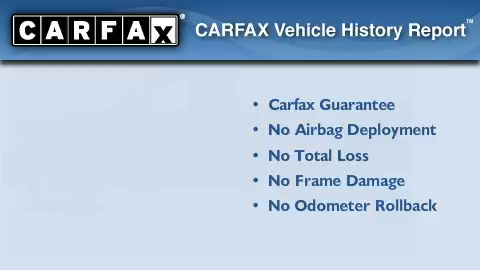 CARFAX® CARFAX Vehicle History Report™
• Carfax Guarantee
• No Airbag Deployment
• No Total Loss
• No Frame Damage
• No Odometer Rollback